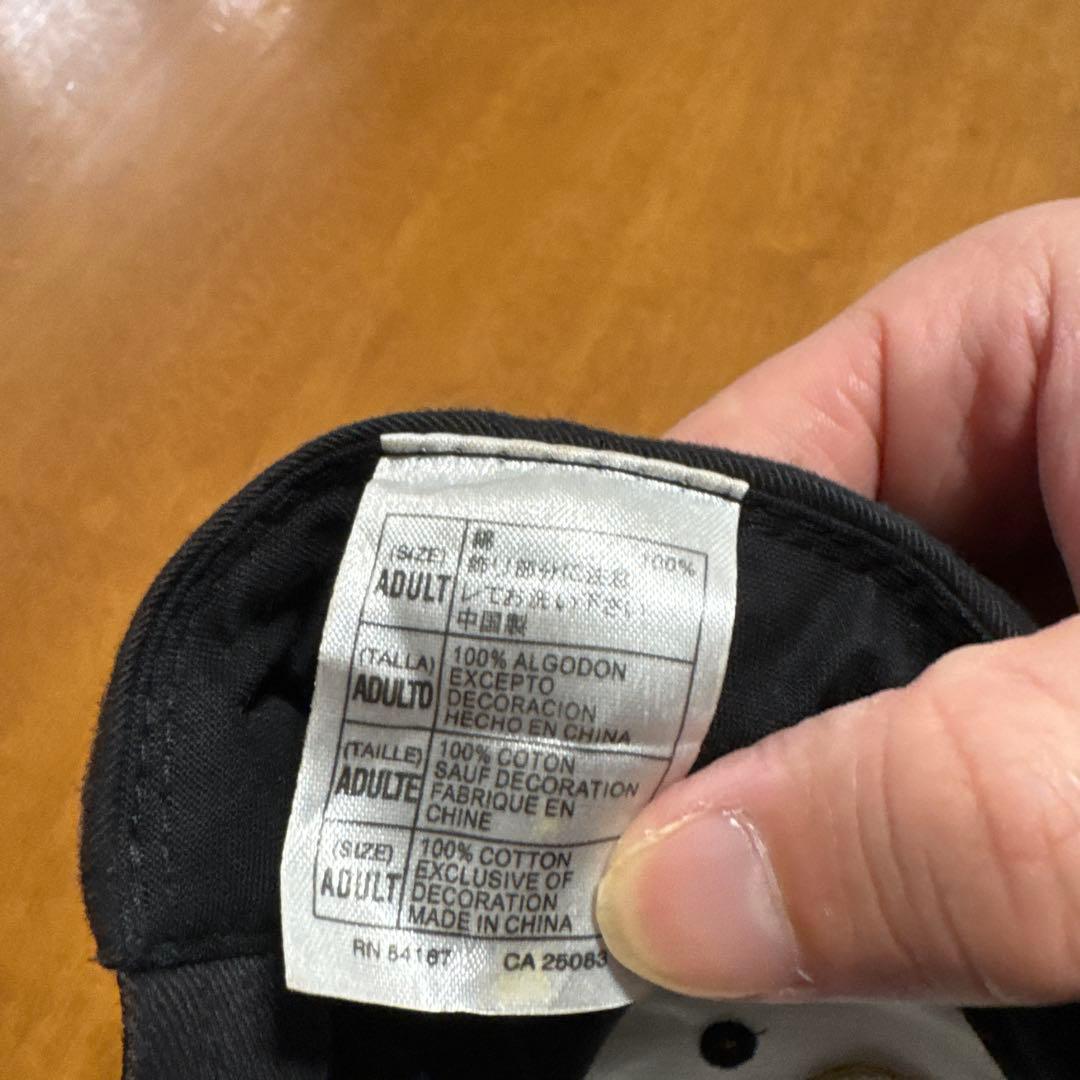 (SIZE)
ADULT
綿 100%
飾り部分に注意
してお洗い下さい
中国製
(TALLA)
ADULTO
100% ALGODON
EXCEPTO
DECORACION
HECHO EN CHINA
(TAILLE)
ADULTE
100% COTON
SAUF DECORATION
FABRIQUE EN
CHINE
(SIZE)
ADULT
100% COTTON
EXCLUSIVE OF
DECORATION
MADE IN CHINA
RN 54187 CA 25083